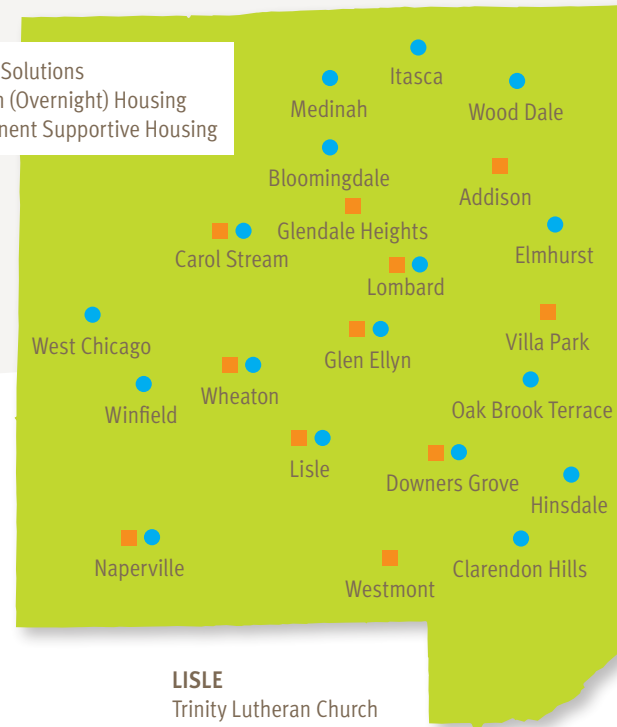 Solutions
(Overnight) Housing
Supportive Housing
Itasca
Medinah
Wood Dale
Bloomingdale
Addison
Glendale Heights
Elmhurst
Carol Stream
Lombard
West Chicago
Villa Park
Glen Ellyn
Wheaton
Winfield
Oak Brook Terrace
Lisle
Downers Grove
Hinsdale
Naperville
Clarendon Hills
Westmont
LISLE
Trinity Lutheran Church